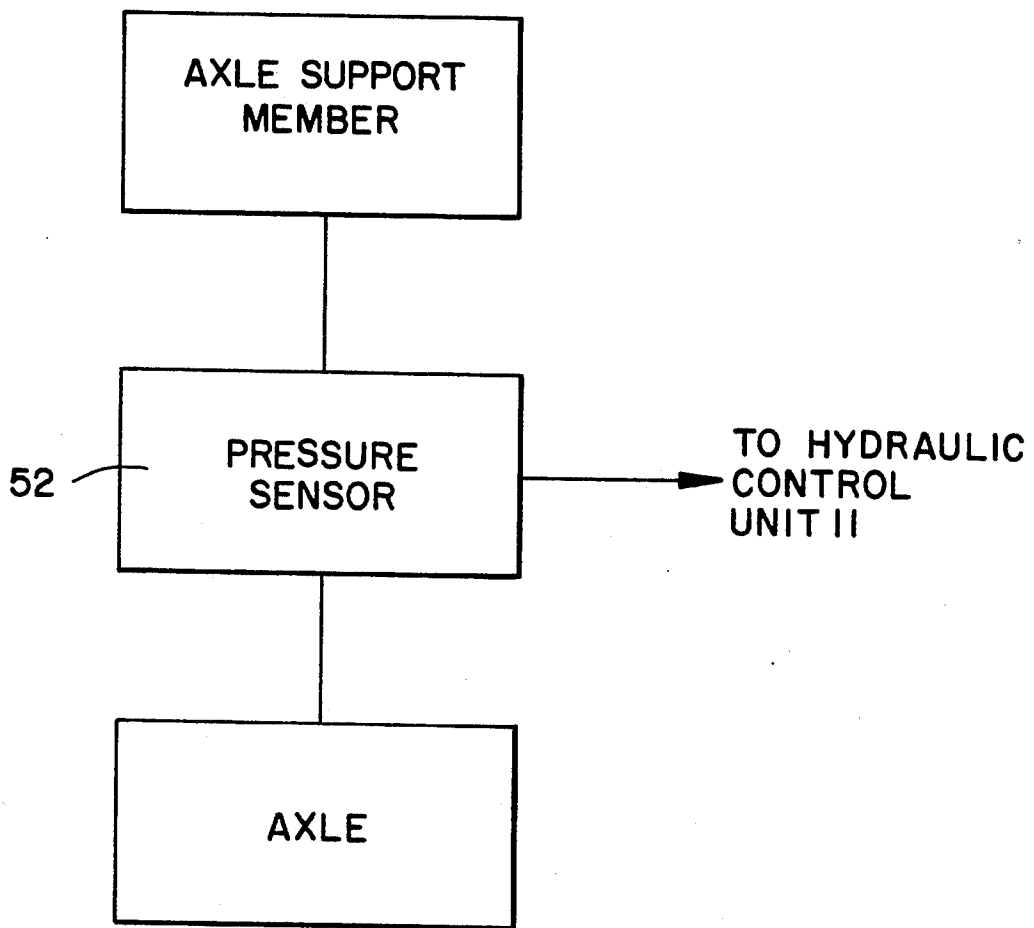 AXLE SUPPORT
MEMBER
52
PRESSURE
SENSOR
TO HYDRAULIC
CONTROL
UNIT 11
AXLE